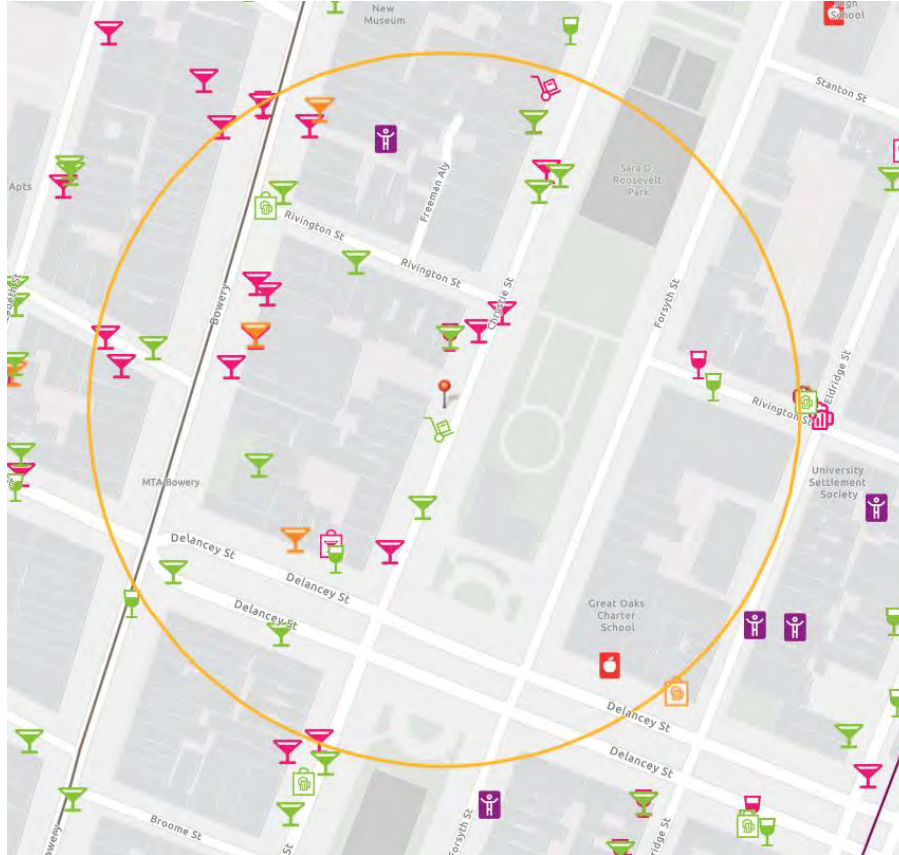 New
Museum
High
School
Stanton St
Sara D.
Roosevelt
Park
Apts
Freeman Aly
Rivington St
Rivington St
Bowery
Chrystie St
Forsyth St
Eldridge St
Rivington St
University
Settlement
Society
MTA Bowery
Delancey St
Delancey St
Delancey St
Great Oaks
Charter
School
Delancey St
Delancey St
Broome St
Bowery
St
Forsyth St